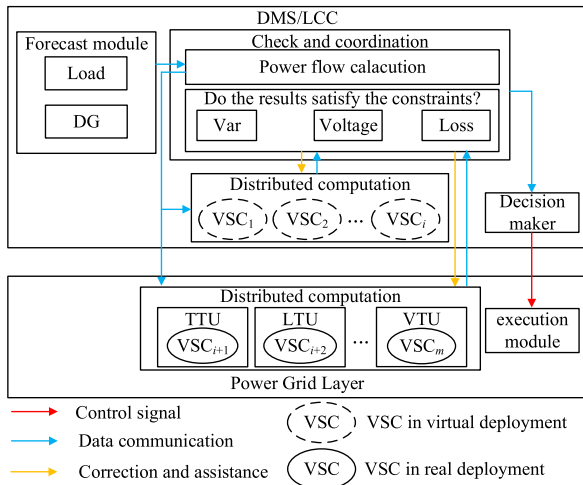 DMS/LCC
Forecast module
Load
DG
Check and coordination
Power flow calacution
Do the results satisfy the constraints?
Var Voltage Loss
Distributed computation
VSC1 VSC2 ... VSCi
Decision
maker
Distributed computation
TTU LTU VTU
VSCi+1 VSCi+2 ... VSCm
execution
module
Power Grid Layer
Control signal
Data communication
Correction and assistance
VSC VSC in virtual deployment
VSC VSC in real deployment